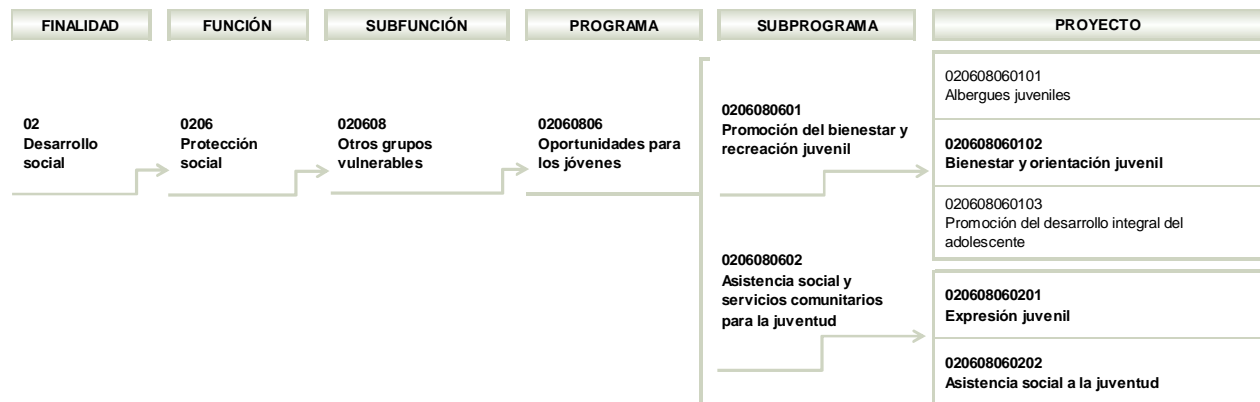 FINALIDAD
FUNCIÓN
SUBFUNCIÓN
PROGRAMA
SUBPROGRAMA
PROYECTO
02
Desarrollo
social
0206
Protección
social
020608
Otros grupos
vulnerables
02060806
Oportunidades para
los jóvenes
0206080601
Promoción del bienestar y
recreación juvenil
020608060101
Albergues juveniles
020608060102
Bienestar y orientación juvenil
020608060103
Promoción del desarrollo integral del
adolescente
0206080602
Asistencia social y
servicios comunitarios
para la juventud
020608060201
Expresión juvenil
020608060202
Asistencia social a la juventud